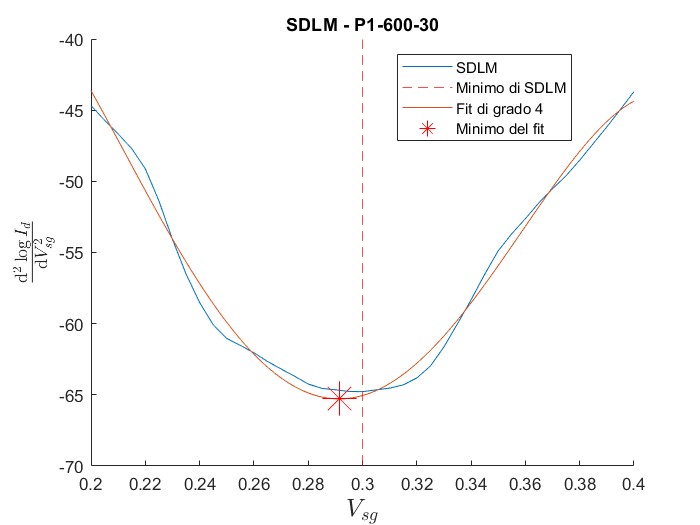 SDLM - P1-600-30
SDLM
Minimo di SDLM
Fit di grado 4
Minimo del fit
-40
-45
-50
-55
-60
-65
-70
d² log I_d
dV²_sg
0.2 0.22 0.24 0.26 0.28 0.3 0.32 0.34 0.36 0.38 0.4
V_sg